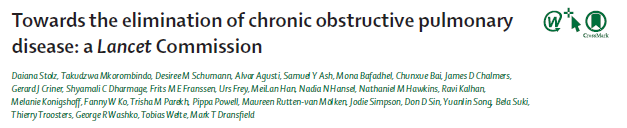 Towards the elimination of chronic obstructive pulmonary
disease: a Lancet Commission
CrossMark
Daiana Stolz, Takudzwa Mkorombindo, Desiree M Schumann, Alvar Agusti, Samuel Y Ash, Mona Bafadhel, Chunxue Bai, James D Chalmers,
Gerard J Criner, Shyamali C Dharmage, Frits M E Franssen, Urs Frey, MeiLan Han, Nadia N Hansel, Nathaniel M Hawkins, Ravi Kalhan,
Melanie Konigshoff, Fanny W Ko, Trisha M Parekh, Pippa Powell, Maureen Rutten-van Mölken, Jodie Simpson, Don D Sin, Yuanlin Song, Bela Suki,
Thierry Troosters, George R Washko, Tobias Welte, Mark T Dransfield